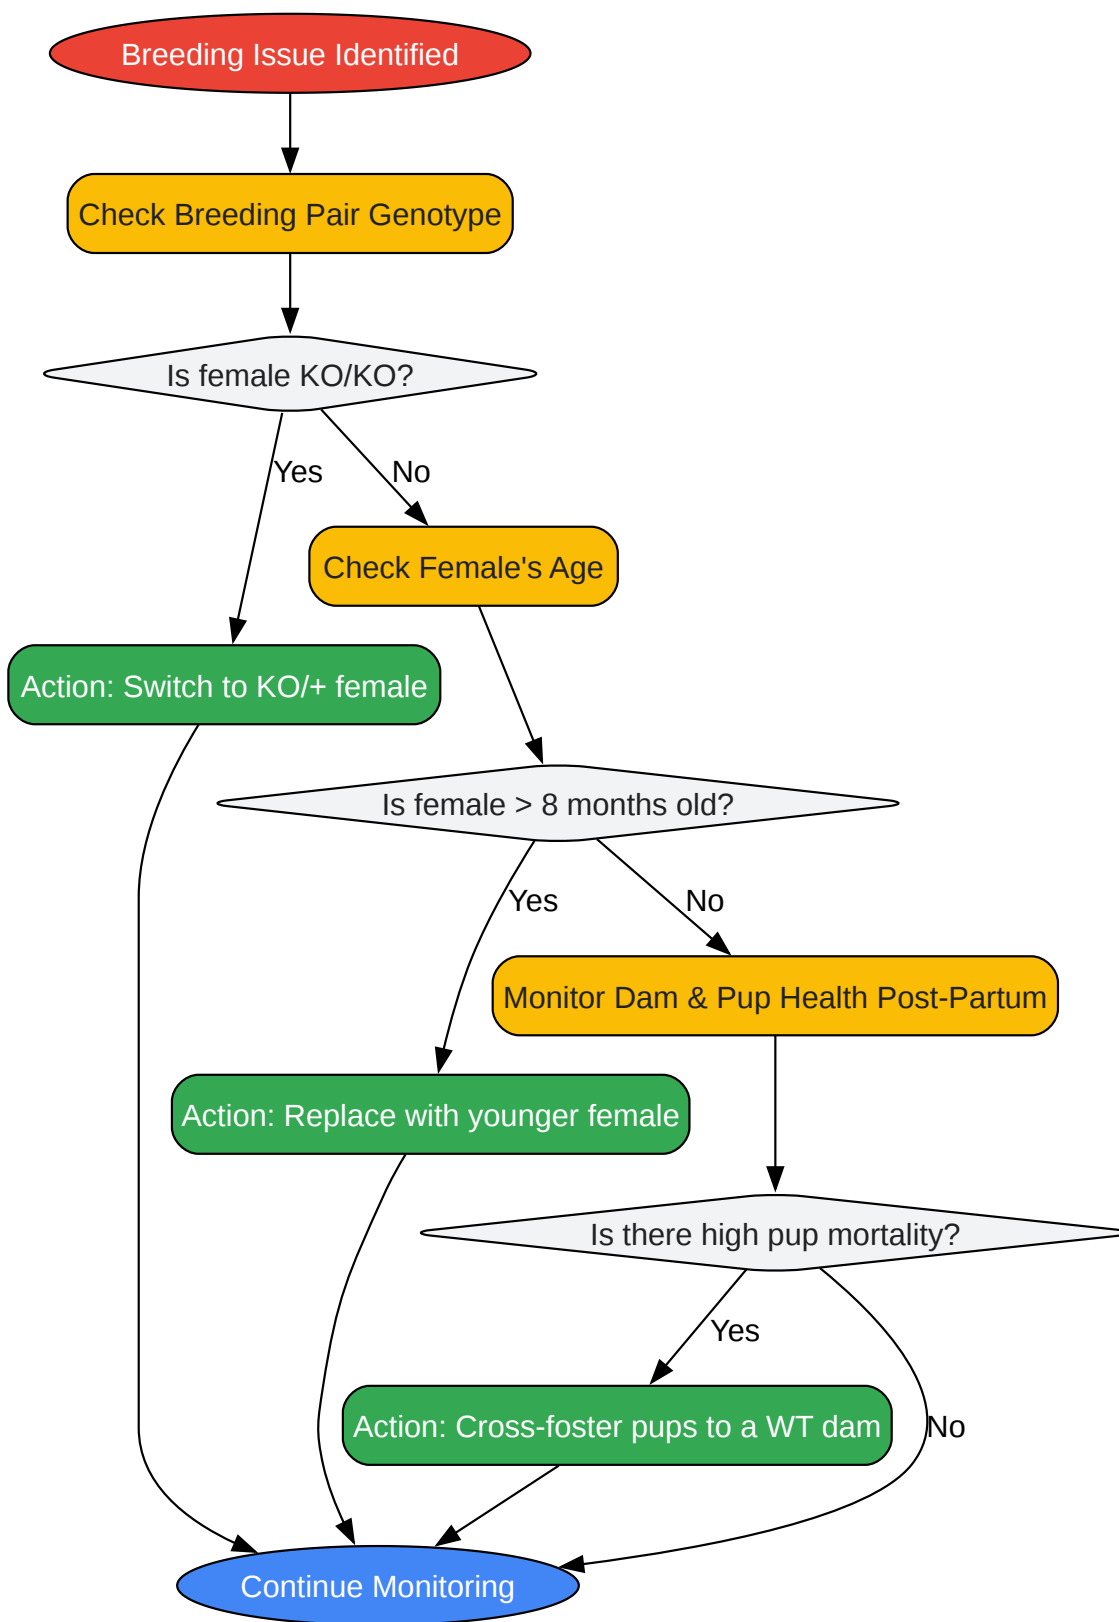 Breeding Issue Identified
Check Breeding Pair Genotype
Is female KO/KO?
Yes
No
Check Female's Age
Action: Switch to KO/+ female
Is female > 8 months old?
Yes
No
Monitor Dam & Pup Health Post-Partum
Action: Replace with younger female
Is there high pup mortality?
Yes
Action: Cross-foster pups to a WT dam
No
Continue Monitoring